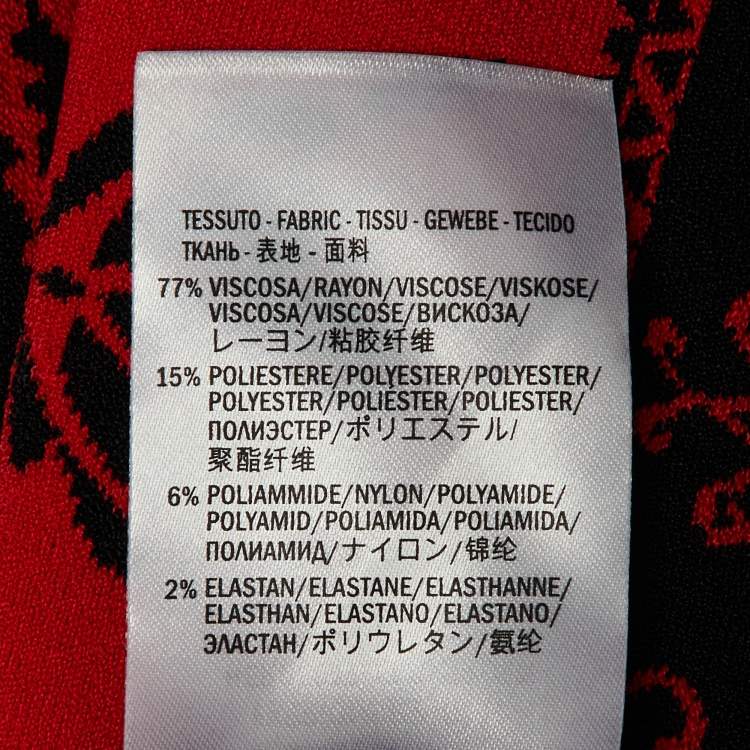 TESSUTO - FABRIC - TISSU - GEWEBE - TECIDO
ТКАНЬ - 表地 - 面料
77% VISCOSA/RAYON/VISCOSE/VISKOSE/
VISCOSA/VISCOSE/ВИСКОЗА/
レーヨン/粘胶纤维
15% POLIESTERE/POLYESTER/POLYESTER/
POLYESTER/POLIÉSTER/POLIESTER/
ПОЛИЭСТЕР/ポリエステル/
聚酯纤维
6% POLIAMMIDE/NYLON/POLYAMIDE/
POLYAMID/POLIAMIDA/POLIAMIDA/
ПОЛИАМИД/ナイロン/锦纶
2% ELASTAN/ELASTANE/ELASTHANNE/
ELASTHAN/ELASTANO/ELASTANO/
ЭЛАСТАН/ポリウレタン/氨纶